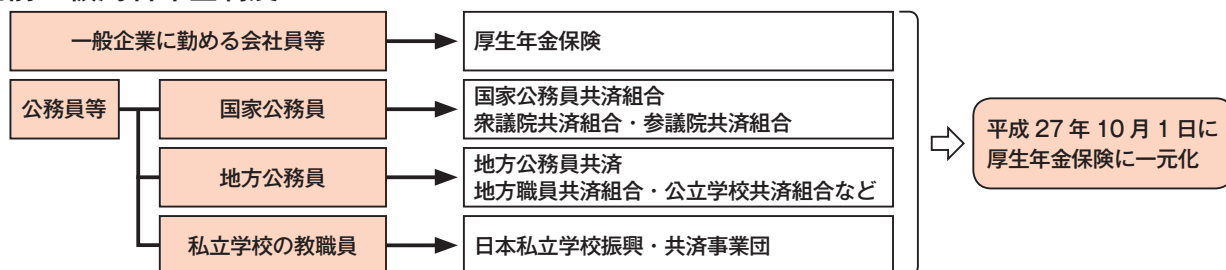 一般企業に勤める会社員等
厚生年金保険
公務員等
国家公務員
国家公務員共済組合
衆議院共済組合・参議院共済組合
地方公務員
地方公務員共済
地方職員共済組合・公立学校共済組合など
私立学校の教職員
日本私立学校振興・共済事業団
平成 27 年 10 月 1 日に
厚生年金保険に一元化